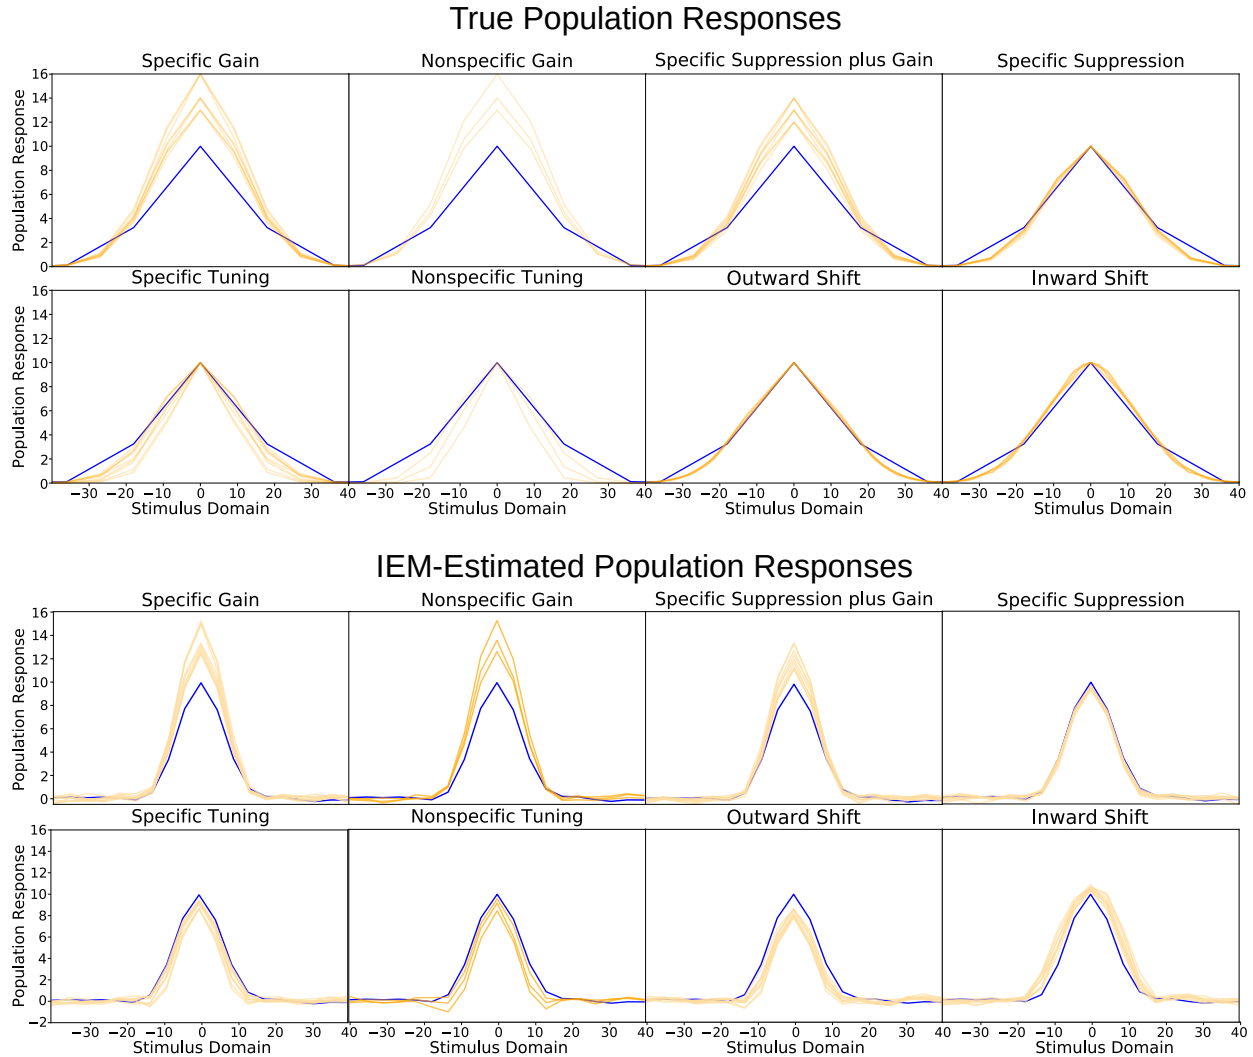 True Population Responses
Specific Gain
Nonspecific Gain
Specific Suppression plus Gain
Specific Suppression
Population Response
16
14
12
10
8
6
4
2
0
Specific Tuning
Nonspecific Tuning
Outward Shift
Inward Shift
Population Response
16
14
12
10
8
6
4
2
0
−30 −20 −10 0 10 20 30 40
−30 −20 −10 0 10 20 30 40
−30 −20 −10 0 10 20 30 40
−30 −20 −10 0 10 20 30 40
Stimulus Domain
Stimulus Domain
Stimulus Domain
Stimulus Domain
IEM-Estimated Population Responses
Specific Gain
Nonspecific Gain
Specific Suppression plus Gain
Specific Suppression
Population Response
16
14
12
10
8
6
4
2
0
Specific Tuning
Nonspecific Tuning
Outward Shift
Inward Shift
Population Response
16
14
12
10
8
6
4
2
0
−2
−30 −20 −10 0 10 20 30
−30 −20 −10 0 10 20 30 40
−30 −20 −10 0 10 20 30 40
−30 −20 −10 0 10 20 30 40
Stimulus Domain
Stimulus Domain
Stimulus Domain
Stimulus Domain